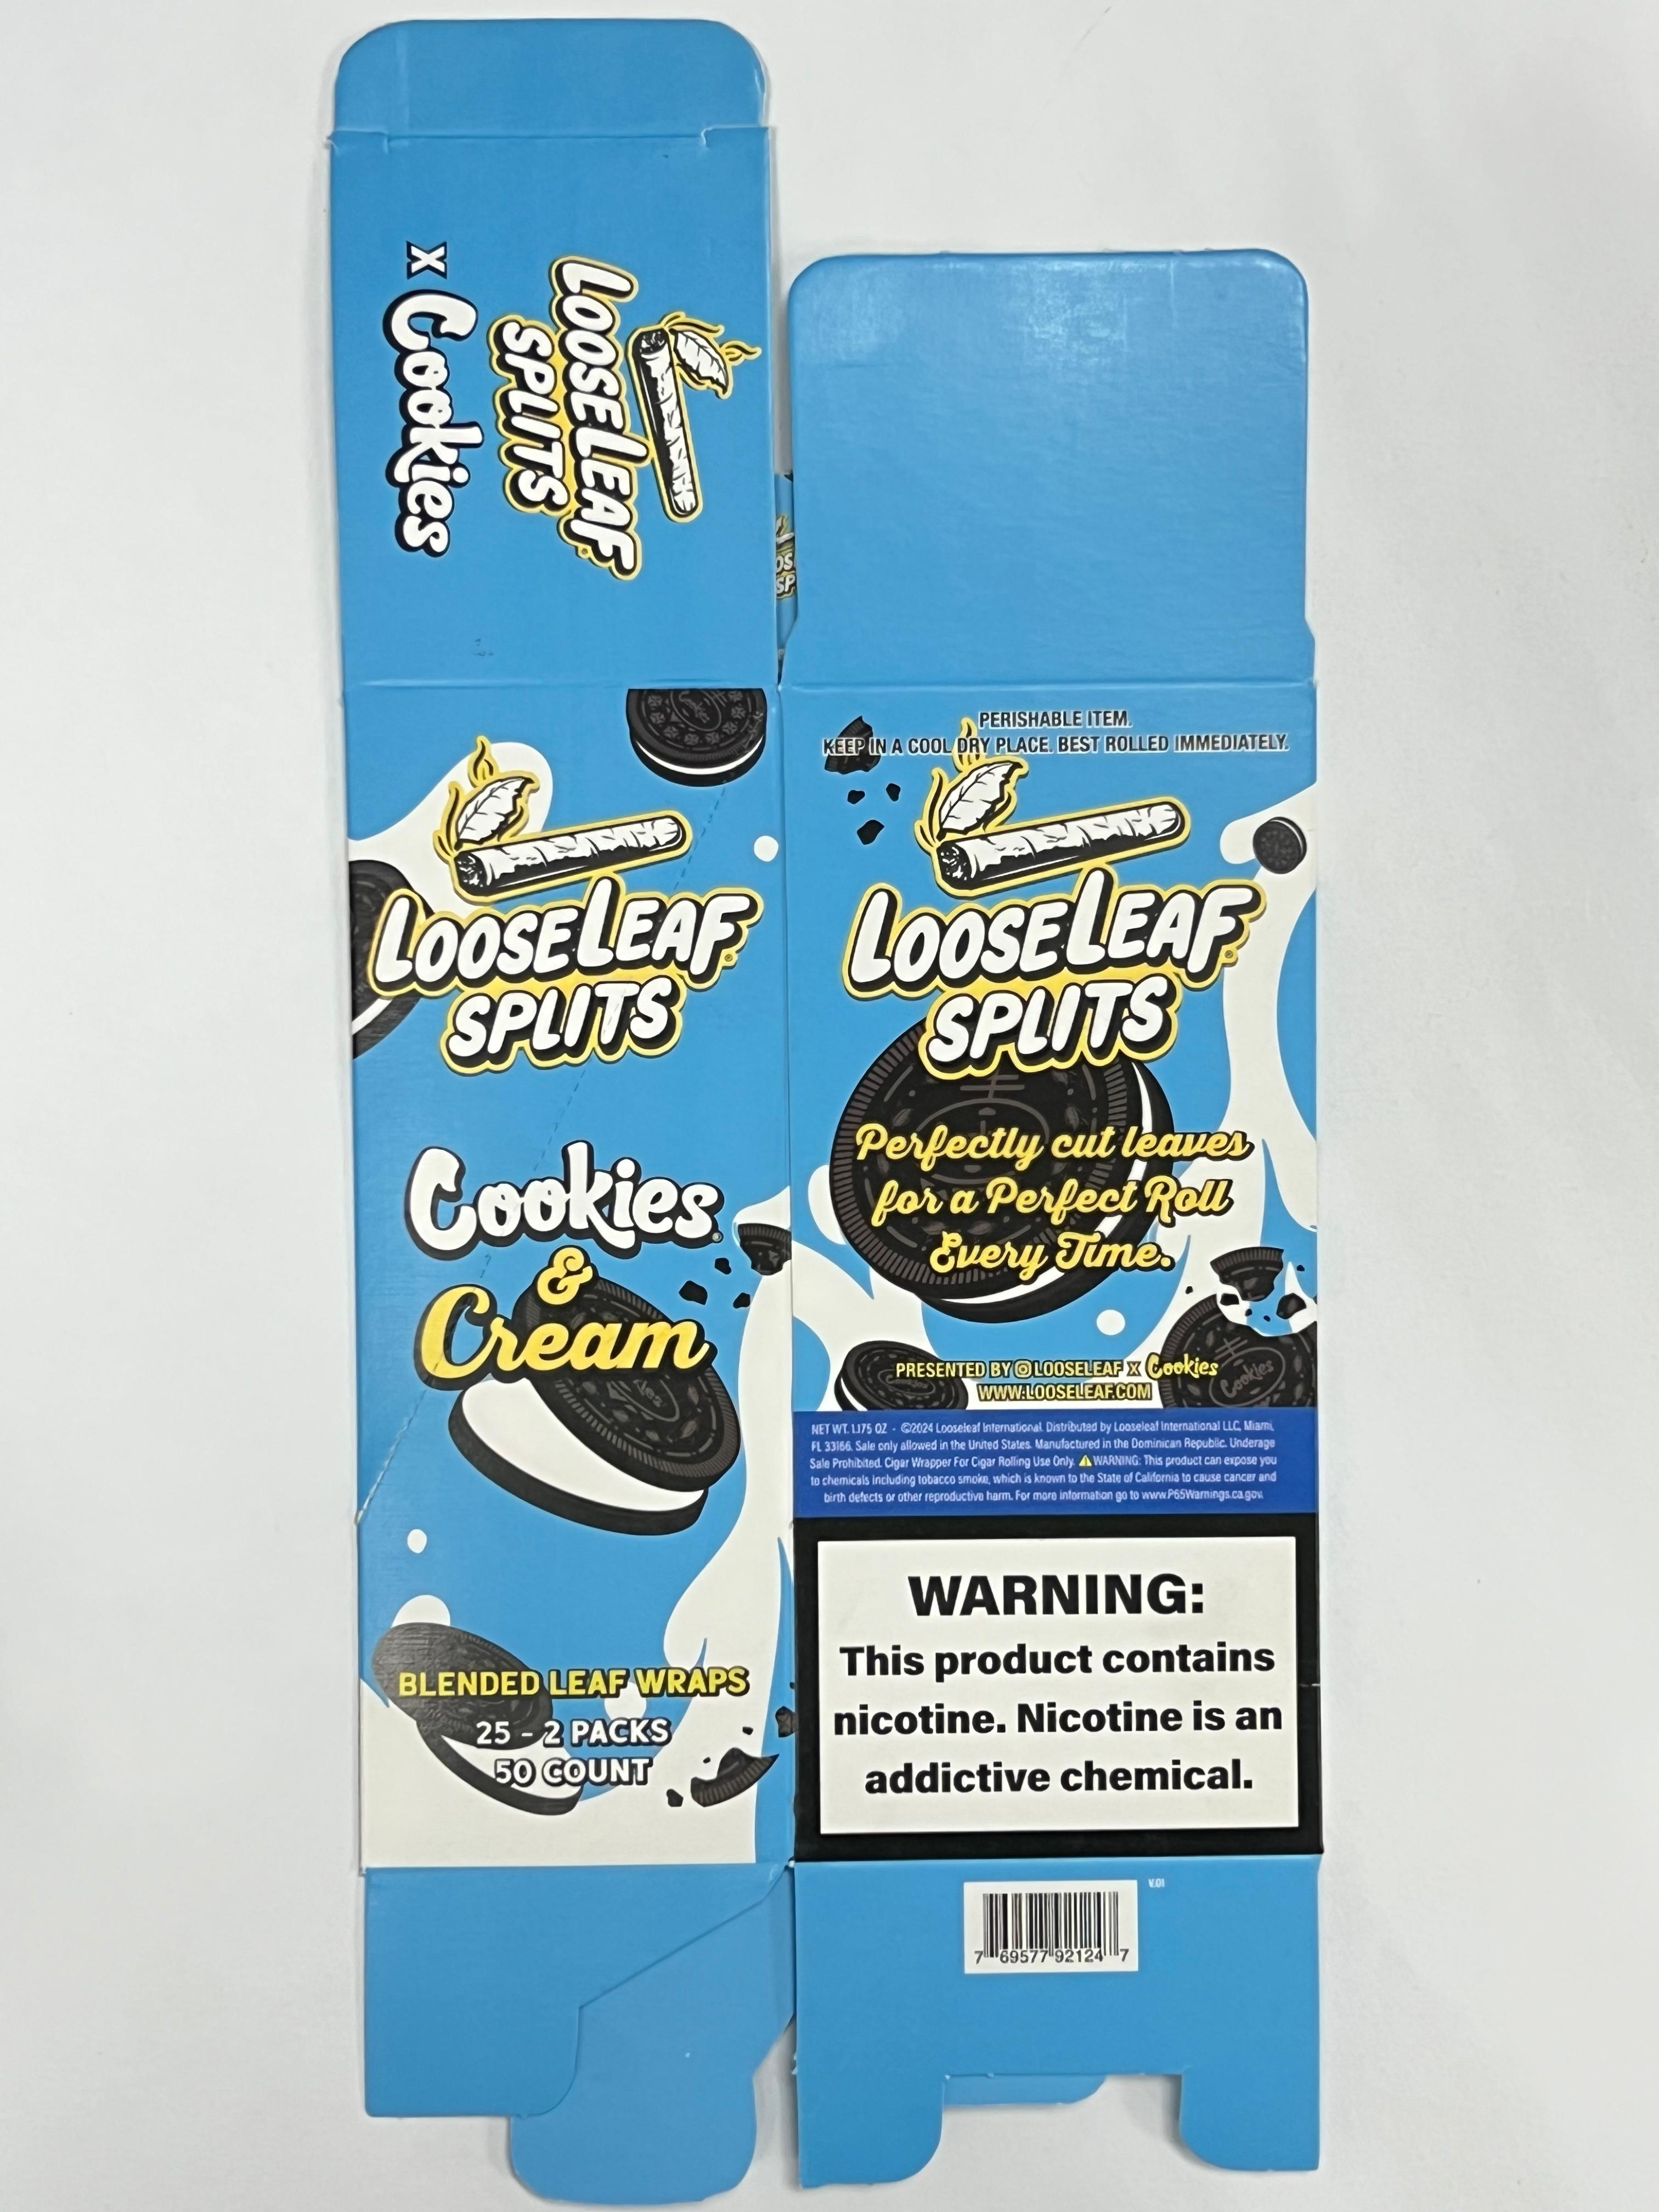 LOOSELEAF
SPLITS
x Cookies
LOOSELEAF®
SPLITS
Cookies®
&
Cream
BLENDED LEAF WRAPS
25 - 2 PACKS
50 COUNT
PERISHABLE ITEM.
KEEP IN A COOL DRY PLACE. BEST ROLLED IMMEDIATELY.
LOOSELEAF®
SPLITS
Perfectly cut leaves
for a Perfect Roll
Every Time.
PRESENTED BY @LOOSELEAF X Cookies
WWW.LOOSELEAF.COM
Cookies
Cookies
NET WT. 1.175 OZ - ©2024 Looseleaf International. Distributed by Looseleaf International LLC, Miami,
FL 33166. Sale only allowed in the United States. Manufactured in the Dominican Republic. Underage
Sale Prohibited. Cigar Wrapper For Cigar Rolling Use Only. ⚠WARNING: This product can expose you
to chemicals including tobacco smoke, which is known to the State of California to cause cancer and
birth defects or other reproductive harm. For more information go to www.P65Warnings.ca.gov.
WARNING:
This product contains
nicotine. Nicotine is an
addictive chemical.
V.01
7 69577 92124 7